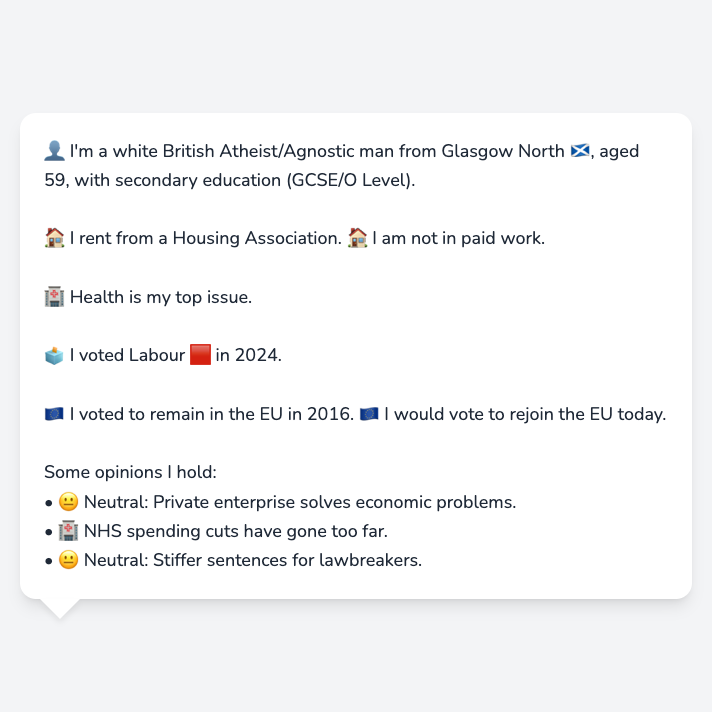 👤 I'm a white British Atheist/Agnostic man from Glasgow North 🏴󠁧󠁢󠁳󠁣󠁴󠁿, aged
59, with secondary education (GCSE/O Level).
🏠 I rent from a Housing Association. 🏠 I am not in paid work.
🏥 Health is my top issue.
🗳️ I voted Labour 🟥 in 2024.
🇪🇺 I voted to remain in the EU in 2016. 🇪🇺 I would vote to rejoin the EU today.
Some opinions I hold:
• 😐 Neutral: Private enterprise solves economic problems.
• 🏥 NHS spending cuts have gone too far.
• 😐 Neutral: Stiffer sentences for lawbreakers.